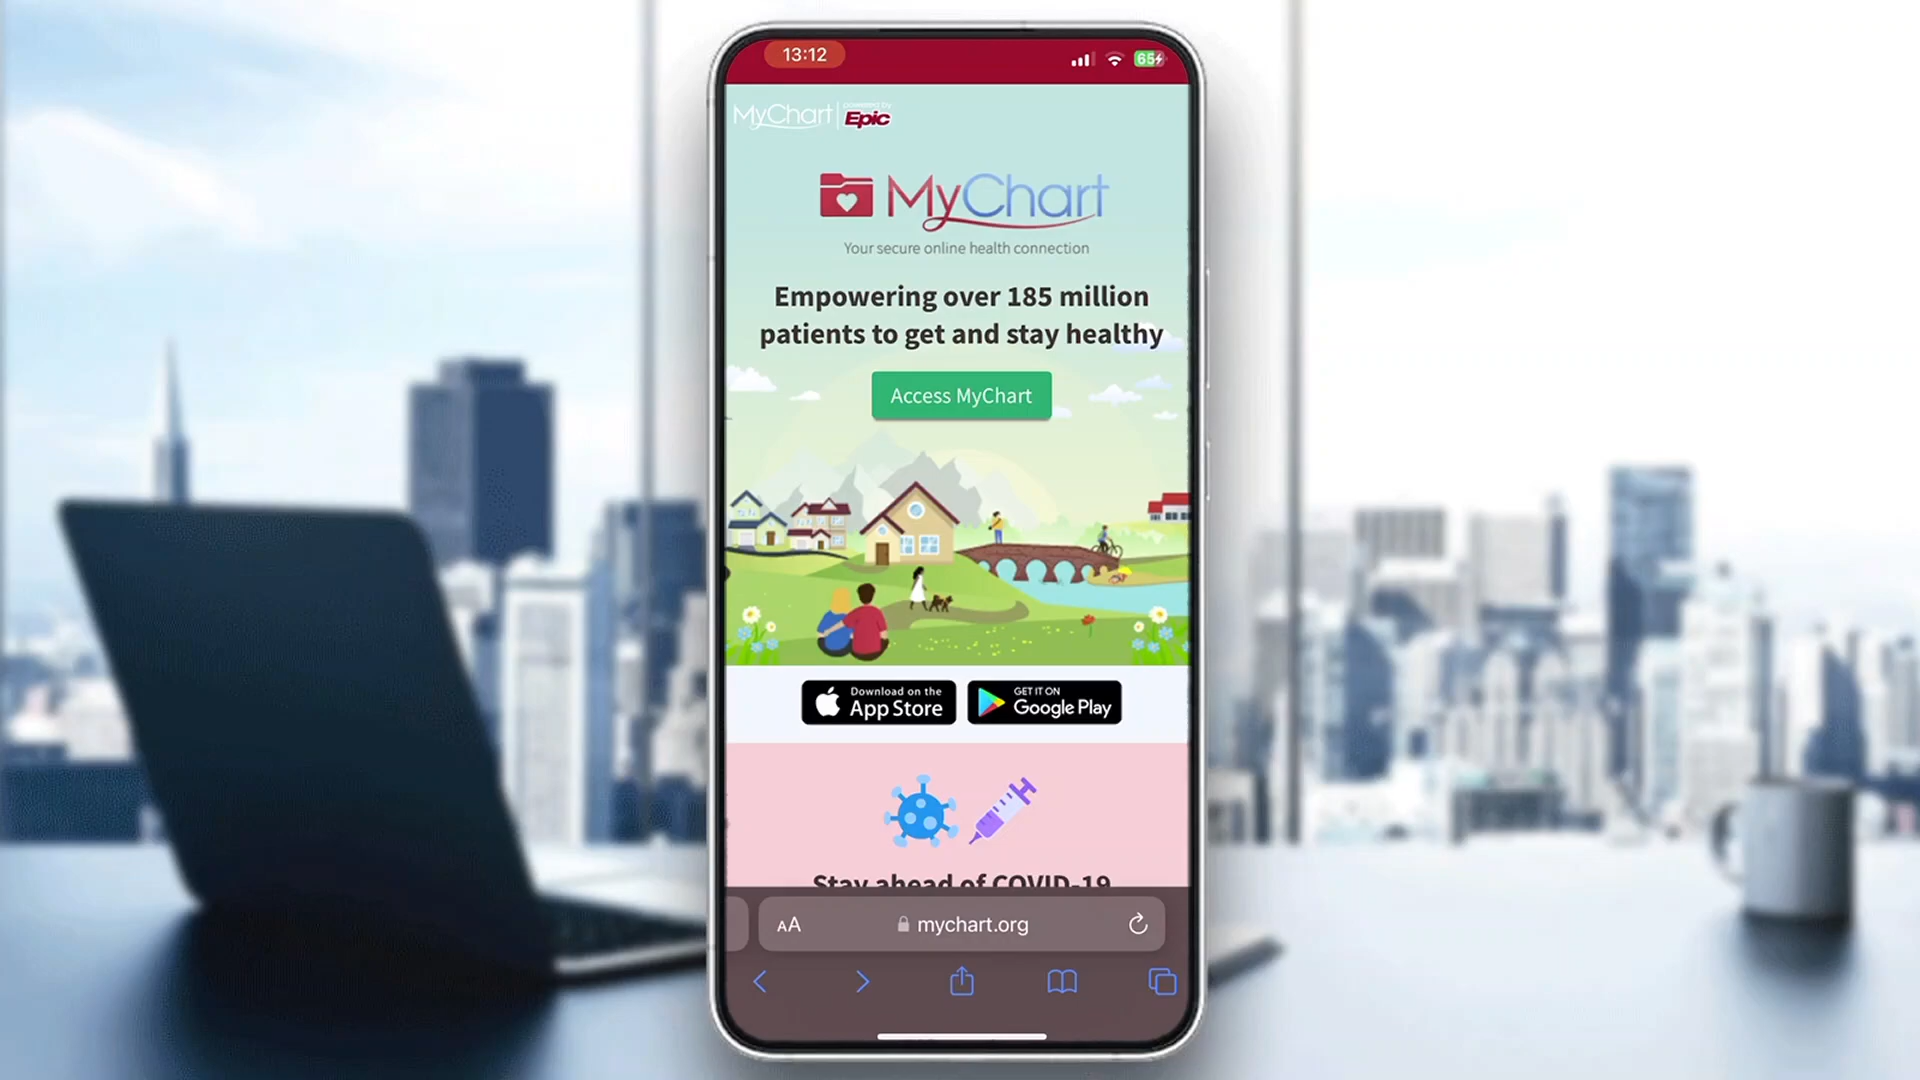 13:12
65
MyChart powered by Epic
MyChart
Your secure online health connection
Empowering over 185 million
patients to get and stay healthy
Access MyChart
Download on the
App Store
GET IT ON
Google Play
Stay ahead of COVID-19
AA mychart.org